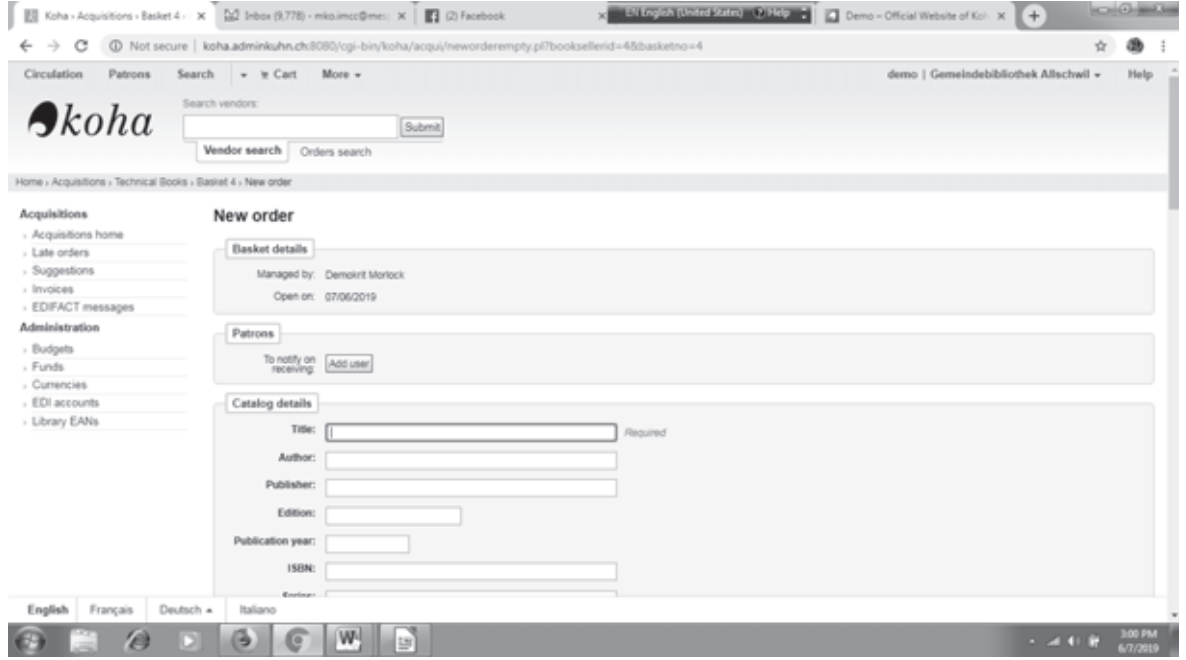 Koha › Acquisitions › Basket 4 ›
Inbox (9,778) - mko.imcc@mes
(2) Facebook
EN English (United States) Help
Demo – Official Website of Koh
Not secure koha.adminkuhn.ch:8080/cgi-bin/koha/acqui/neworderempty.pl?booksellerid=4&basketno=4
Circulation Patrons Search Cart More demo | Gemeindebibliothek Allschwil Help
koha
Search vendors:
Submit
Vendor search Orders search
Home › Acquisitions › Technical Books › Basket 4 › New order
Acquisitions
› Acquisitions home
› Late orders
› Suggestions
› Invoices
› EDIFACT messages
Administration
› Budgets
› Funds
› Currencies
› EDI accounts
› Library EANs
New order
Basket details
Managed by: Demokrit Morlock
Open on: 07/06/2019
Patrons
To notify on
receiving: Add user
Catalog details
Title: Required
Author:
Publisher:
Edition:
Publication year:
ISBN:
Series:
English Français Deutsch Italiano
3:00 PM
6/7/2019